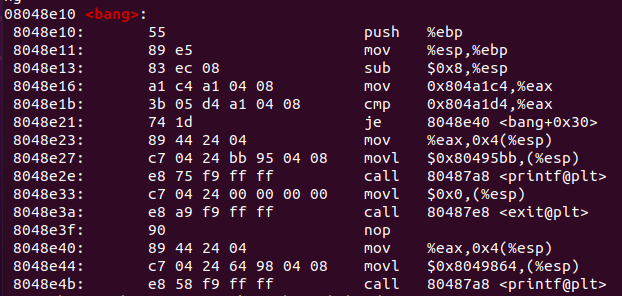 08048e10 <bang>:
8048e10: 55 push %ebp
8048e11: 89 e5 mov %esp,%ebp
8048e13: 83 ec 08 sub $0x8,%esp
8048e16: a1 c4 a1 04 08 mov 0x804a1c4,%eax
8048e1b: 3b 05 d4 a1 04 08 cmp 0x804a1d4,%eax
8048e21: 74 1d je 8048e40 <bang+0x30>
8048e23: 89 44 24 04 mov %eax,0x4(%esp)
8048e27: c7 04 24 bb 95 04 08 movl $0x80495bb,(%esp)
8048e2e: e8 75 f9 ff ff call 80487a8 <printf@plt>
8048e33: c7 04 24 00 00 00 00 movl $0x0,(%esp)
8048e3a: e8 a9 f9 ff ff call 80487e8 <exit@plt>
8048e3f: 90 nop
8048e40: 89 44 24 04 mov %eax,0x4(%esp)
8048e44: c7 04 24 64 98 04 08 movl $0x8049864,(%esp)
8048e4b: e8 58 f9 ff ff call 80487a8 <printf@plt>